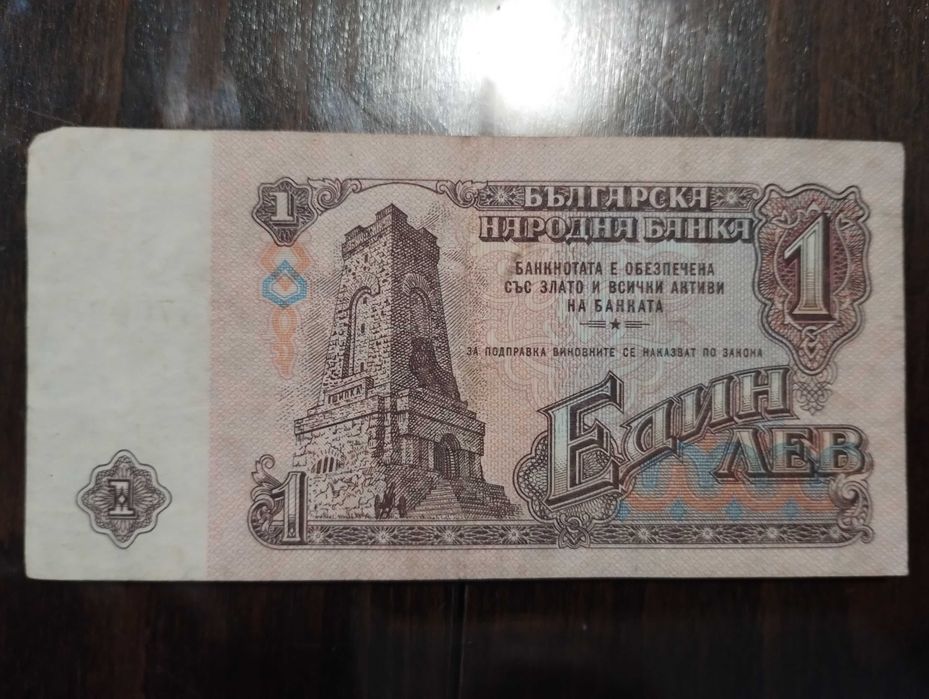 1
БЪЛГАРСКА
НАРОДНА БАНКА
1
БАНКНОТАТА Е ОБЕЗПЕЧЕНА
СЪС ЗЛАТО И ВСИЧКИ АКТИВИ
НА БАНКАТА
ЗА ПОДПРАВКА ВИНОВНИТЕ СЕ НАКАЗВАТ ПО ЗАКОНА
ЕДИН
ЛЕВ
1
1